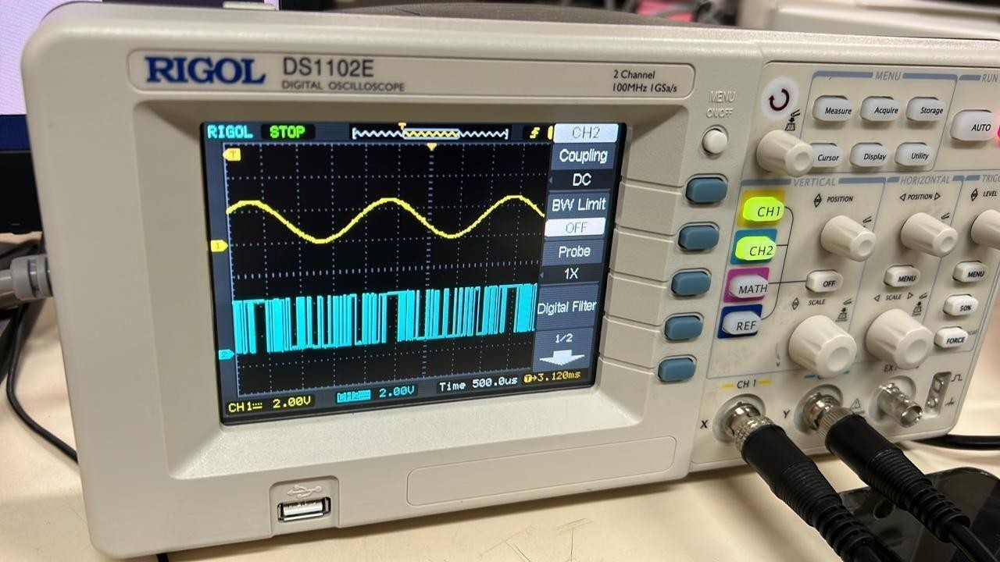 RIGOL DS1102E
DIGITAL OSCILLOSCOPE
2 Channel
100MHz 1GSa/s
MENU
ON/OFF
RIGOL STOP
T
CH2
Coupling
DC
BW Limit
OFF
Probe
1X
Digital Filter
1/2
T
1
2
CH1 2.00V
CH2 2.00V
Time 500.0us
T→3.120ms
MENU
Measure
Acquire
Storage
Cursor
Display
Utility
RUN
AUTO
VERTICAL
POSITION
CH1
CH2
MATH
REF
OFF
SCALE
HORIZONTAL
POSITION
MENU
SCALE
TRIG
LEVEL
MENU
50%
FORCE
CH 1
X
Y
EXT